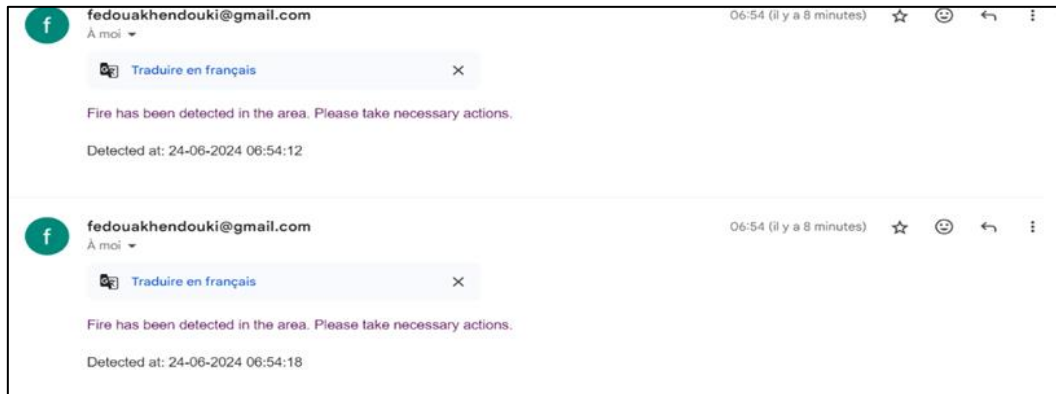 f
fedouakhendouki@gmail.com 06:54 (il y a 8 minutes)
À moi
Traduire en français
Fire has been detected in the area. Please take necessary actions.
Detected at: 24-06-2024 06:54:12
f
fedouakhendouki@gmail.com 06:54 (il y a 8 minutes)
À moi
Traduire en français
Fire has been detected in the area. Please take necessary actions.
Detected at: 24-06-2024 06:54:18